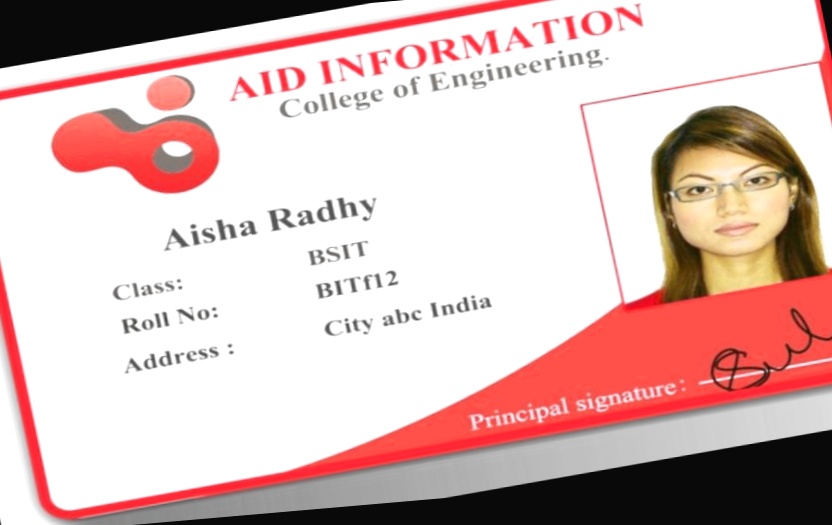 AID INFORMATION
College of Engineering.
Aisha Radhy
Class: BSIT
Roll No: BITf12
Address : City abc India
Principal signature: